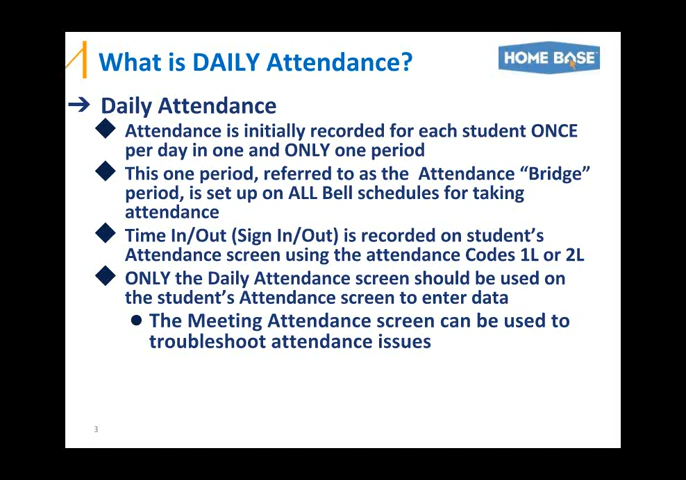 What is DAILY Attendance?
HOME BASE
➔ Daily Attendance
◆ Attendance is initially recorded for each student ONCE
per day in one and ONLY one period
◆ This one period, referred to as the Attendance “Bridge”
period, is set up on ALL Bell schedules for taking
attendance
◆ Time In/Out (Sign In/Out) is recorded on student’s
Attendance screen using the attendance Codes 1L or 2L
◆ ONLY the Daily Attendance screen should be used on
the student’s Attendance screen to enter data
● The Meeting Attendance screen can be used to
troubleshoot attendance issues
3